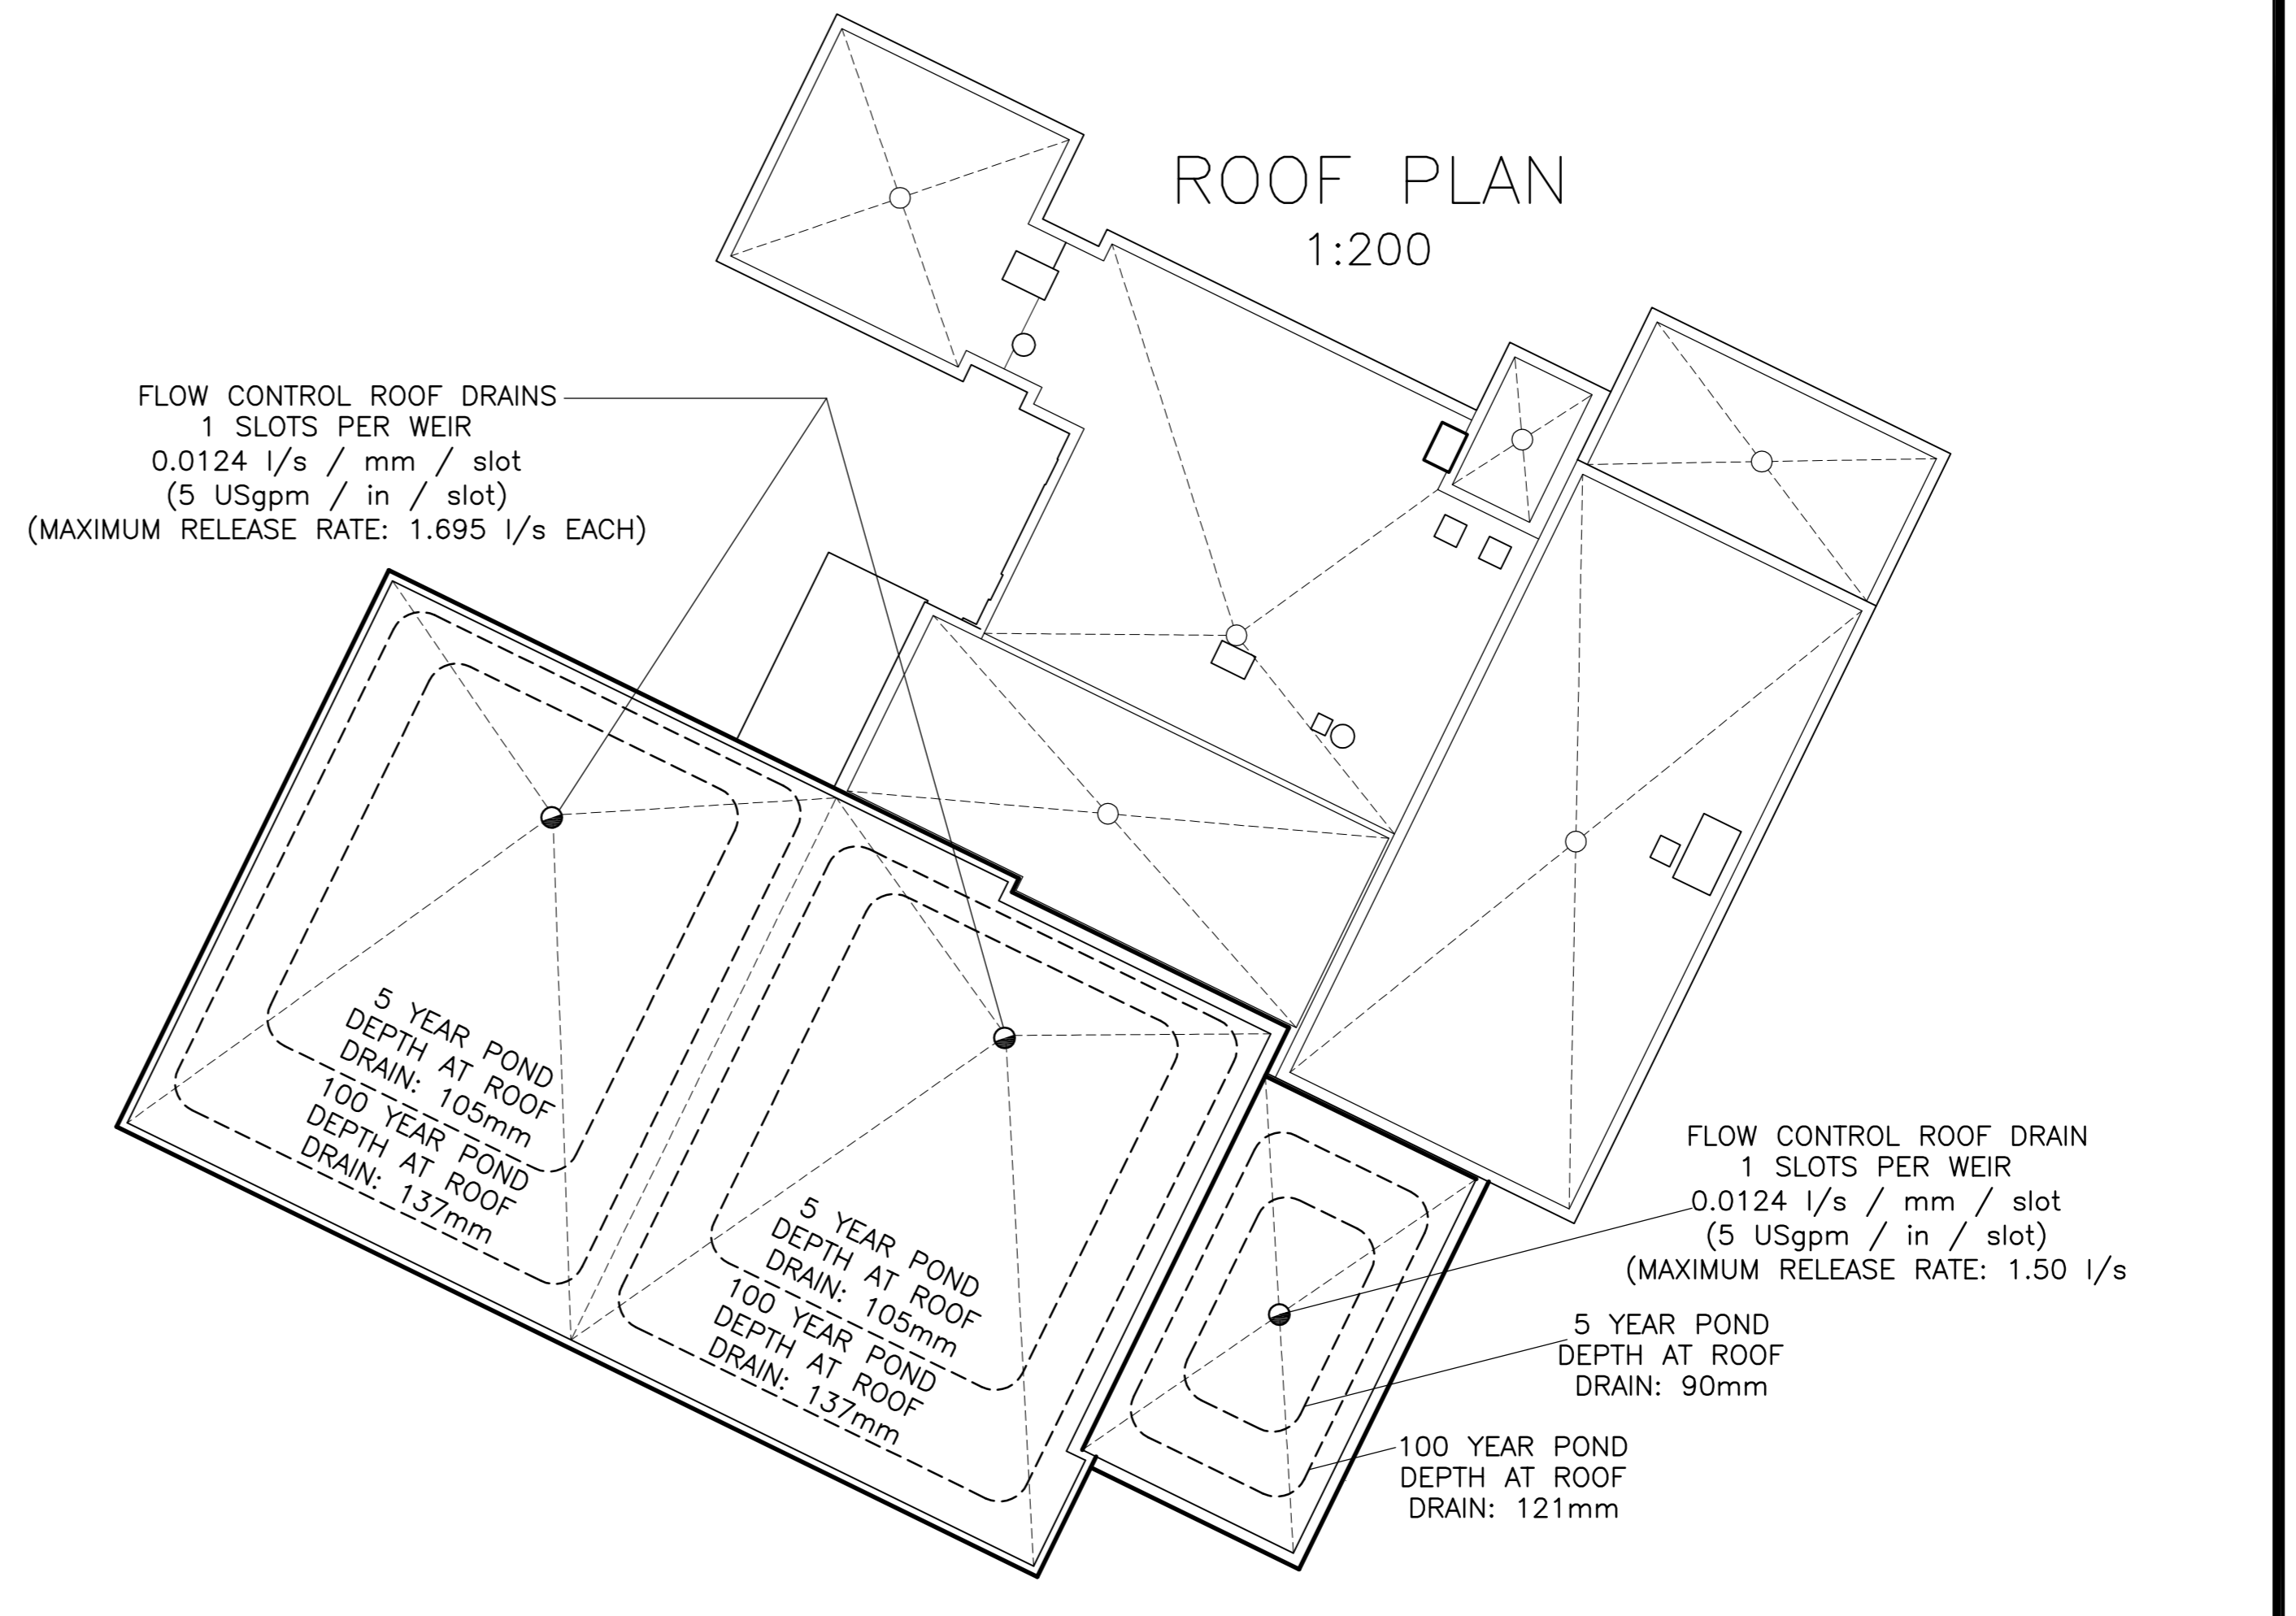 ROOF PLAN
1:200
FLOW CONTROL ROOF DRAINS
1 SLOTS PER WEIR
0.0124 l/s / mm / slot
(5 USgpm / in / slot)
(MAXIMUM RELEASE RATE: 1.695 l/s EACH)
5 YEAR POND
DEPTH AT ROOF
DRAIN: 105mm
100 YEAR POND
DEPTH AT ROOF
DRAIN: 137mm
5 YEAR POND
DEPTH AT ROOF
DRAIN: 105mm
100 YEAR POND
DEPTH AT ROOF
DRAIN: 137mm
FLOW CONTROL ROOF DRAIN
1 SLOTS PER WEIR
0.0124 l/s / mm / slot
(5 USgpm / in / slot)
(MAXIMUM RELEASE RATE: 1.50 l/s
5 YEAR POND
DEPTH AT ROOF
DRAIN: 90mm
100 YEAR POND
DEPTH AT ROOF
DRAIN: 121mm